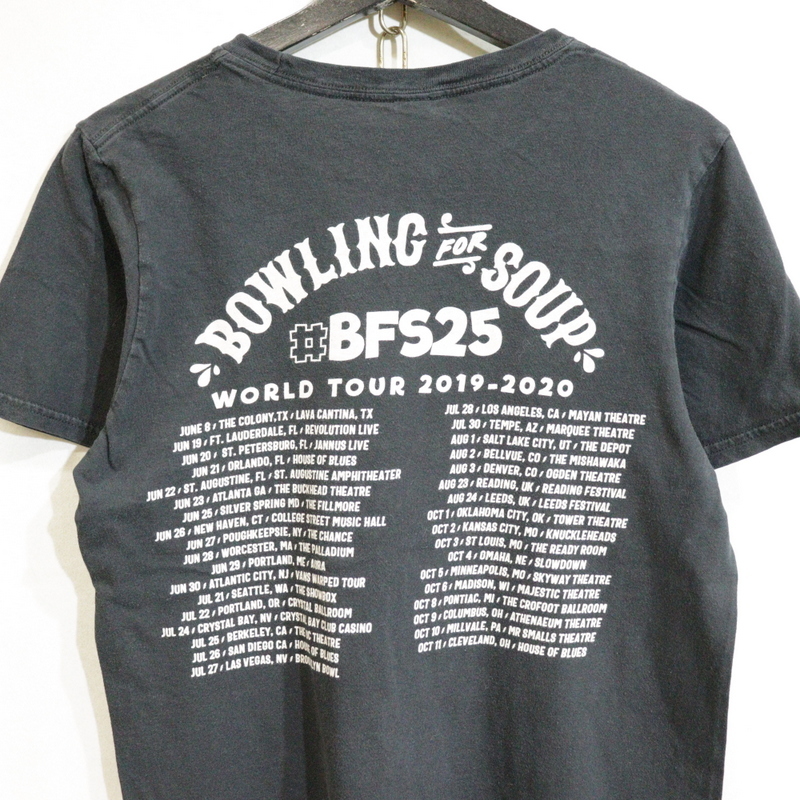 BOWLING FOR SOUP
#BFS25
WORLD TOUR 2019-2020
JUNE 8 / THE COLONY,TX / LAVA CANTINA, TX
JUN 19 / FT. LAUDERDALE, FL / REVOLUTION LIVE
JUN 20 / ST. PETERSBURG, FL / JANNUS LIVE
JUN 21 / ORLANDO, FL / HOUSE OF BLUES
JUN 22 / ST. AUGUSTINE, FL / ST. AUGUSTINE AMPHITHEATER
JUN 23 / ATLANTA GA / THE BUCKHEAD THEATRE
JUN 25 / SILVER SPRING MD / THE FILLMORE
JUN 26 / NEW HAVEN, CT / COLLEGE STREET MUSIC HALL
JUN 27 / POUGHKEEPSIE, NY / THE CHANCE
JUN 28 / WORCESTER, MA / THE PALLADIUM
JUN 29 / PORTLAND, ME / AURA
JUN 30 / ATLANTIC CITY, NJ / VANS WARPED TOUR
JUL 21 / SEATTLE, WA / THE SHOWBOX
JUL 22 / PORTLAND, OR / CRYSTAL BALLROOM
JUL 24 / CRYSTAL BAY, NV / CRYSTAL BAY CLUB CASINO
JUL 25 / BERKELEY, CA / THE UC THEATRE
JUL 26 / SAN DIEGO CA / HOUSE OF BLUES
JUL 27 / LAS VEGAS, NV / BROOKLYN BOWL
JUL 28 / LOS ANGELES, CA / MAYAN THEATRE
JUL 30 / TEMPE, AZ / MARQUEE THEATRE
AUG 1 / SALT LAKE CITY, UT / THE DEPOT
AUG 2 / BELLVUE, CO / THE MISHAWAKA
AUG 3 / DENVER, CO / OGDEN THEATRE
AUG 23 / READING, UK / READING FESTIVAL
AUG 24 / LEEDS, UK / LEEDS FESTIVAL
OCT 1 / OKLAHOMA CITY, OK / TOWER THEATRE
OCT 2 / KANSAS CITY, MO / KNUCKLEHEADS
OCT 3 / ST LOUIS, MO / THE READY ROOM
OCT 4 / OMAHA, NE / SLOWDOWN
OCT 5 / MINNEAPOLIS, MO / SKYWAY THEATRE
OCT 6 / MADISON, WI / MAJESTIC THEATRE
OCT 8 / PONTIAC, MI / THE CROFOOT BALLROOM
OCT 9 / COLUMBUS, OH / ATHENAEUM THEATRE
OCT 10 / MILLVALE, PA / MR SMALLS THEATRE
OCT 11 / CLEVELAND, OH / HOUSE OF BLUES